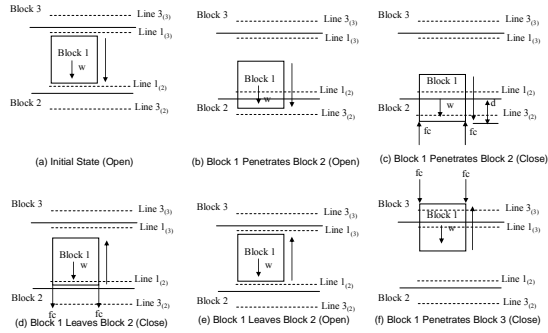 Block 3
Line 3(3)
Line 1(3)
Block 1
w
Line 1(2)
Block 2
Line 3(2)
(a) Initial State (Open)
Block 3
Line 3(3)
Line 1(3)
Block 1
w
Line 1(2)
Block 2
Line 3(2)
(b) Block 1 Penetrates Block 2 (Open)
Block 3
Line 3(3)
Line 1(3)
Block 1
w
d
Line 1(2)
Block 2
Line 3(2)
fc
fc
(c) Block 1 Penetrates Block 2 (Close)
Block 3
Line 3(3)
Line 1(3)
Block 1
w
Line 1(2)
Block 2
Line 3(2)
fc
fc
(d) Block 1 Leaves Block 2 (Close)
Block 3
Line 3(3)
Line 1(3)
Block 1
w
Line 1(2)
Block 2
Line 3(2)
(e) Block 1 Leaves Block 2 (Open)
fc
fc
Block 3
Line 3(3)
Block 1
Line 1(3)
w
Line 1(2)
Block 2
Line 3(2)
(f) Block 1 Penetrates Block 3 (Close)